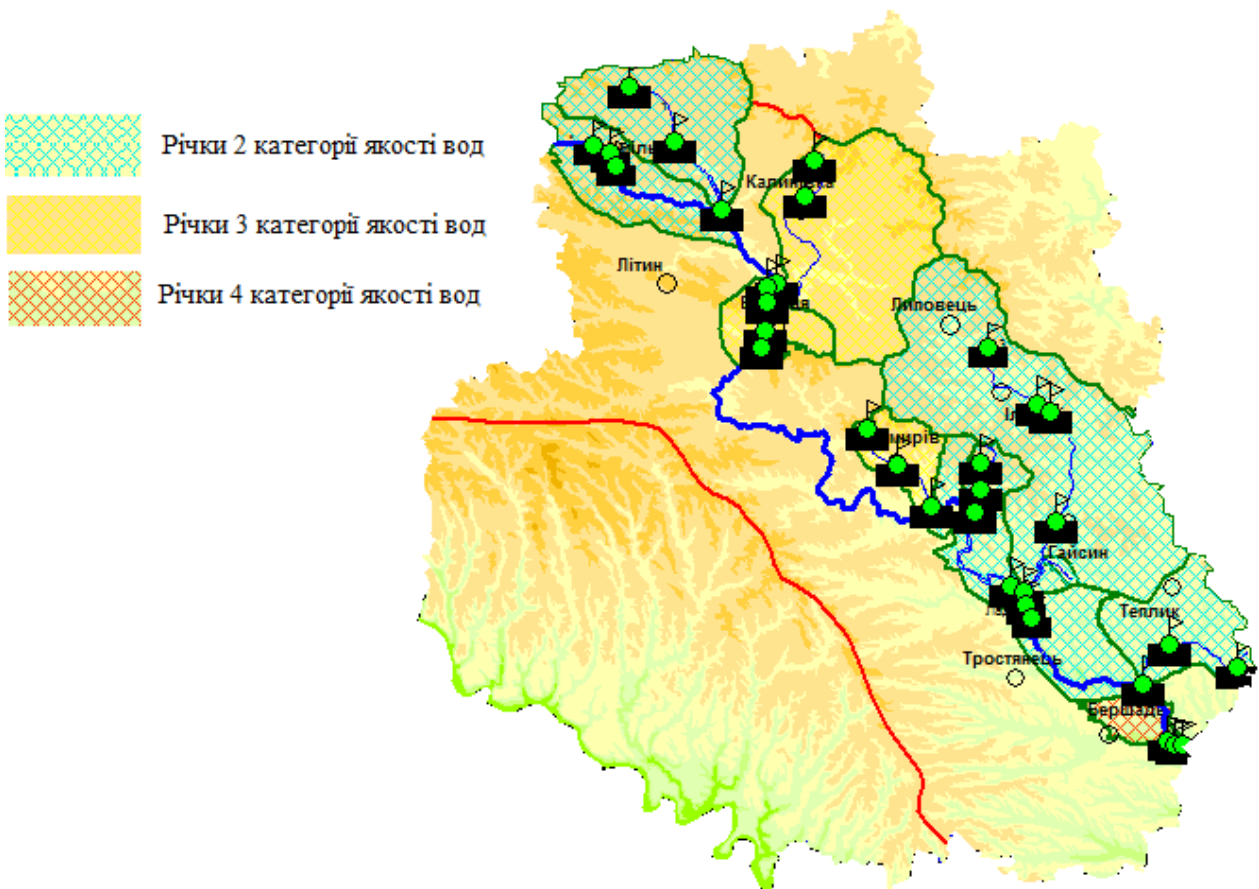 Річки 2 категорії якості вод
Річки 3 категорії якості вод
Річки 4 категорії якості вод
Літин
Липовець
Гайсин
Теплик
Тростянець
Бершадь